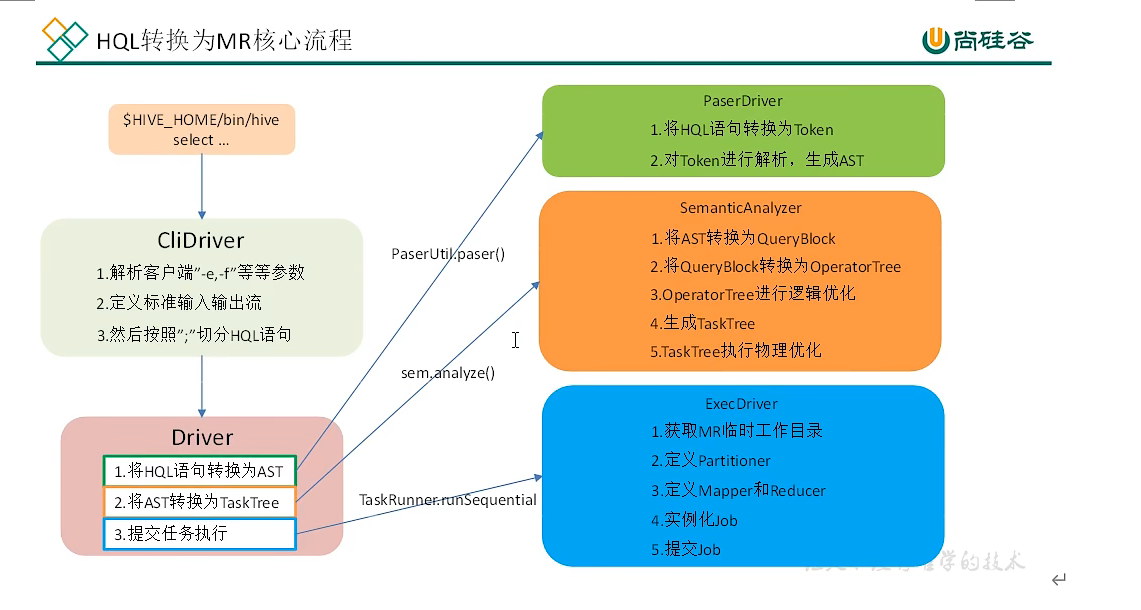 HQL转换为MR核心流程
尚硅谷
$HIVE_HOME/bin/hive
select ...
CliDriver
1.解析客户端”-e,-f”等等参数
2.定义标准输入输出流
3.然后按照”;”切分HQL语句
Driver
1.将HQL语句转换为AST
2.将AST转换为TaskTree
3.提交任务执行
PaserUtil.paser()
sem.analyze()
TaskRunner.runSequential
PaserDriver
1.将HQL语句转换为Token
2.对Token进行解析，生成AST
SemanticAnalyzer
1.将AST转换为QueryBlock
2.将QueryBlock转换为OperatorTree
3.OperatorTree进行逻辑优化
4.生成TaskTree
5.TaskTree执行物理优化
ExecDriver
1.获取MR临时工作目录
2.定义Partitioner
3.定义Mapper和Reducer
4.实例化Job
5.提交Job
学的技术